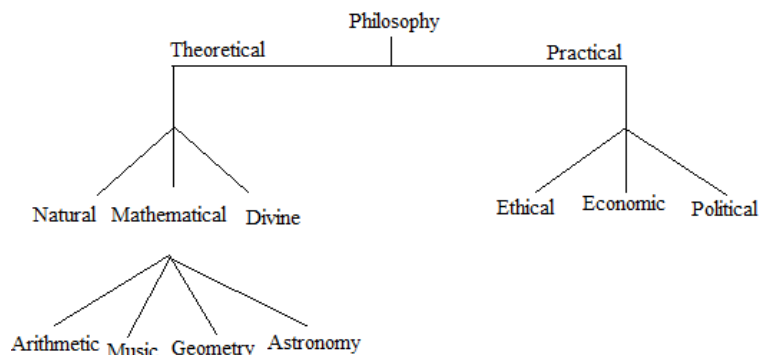 Philosophy
Theoretical Practical
Natural Mathematical Divine Ethical Economic Political
Arithmetic Music Geometry Astronomy